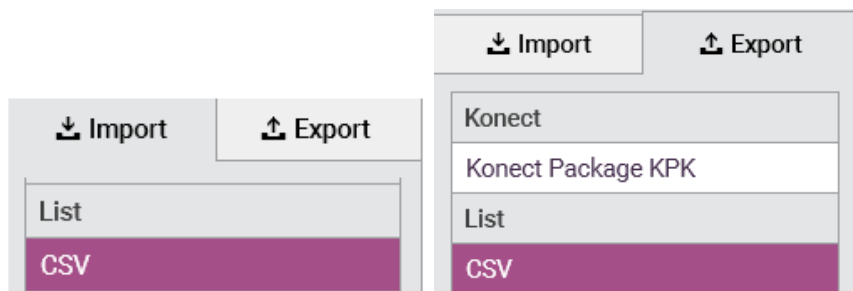 Import Export
List
CSV
Import Export
Konect
Konect Package KPK
List
CSV